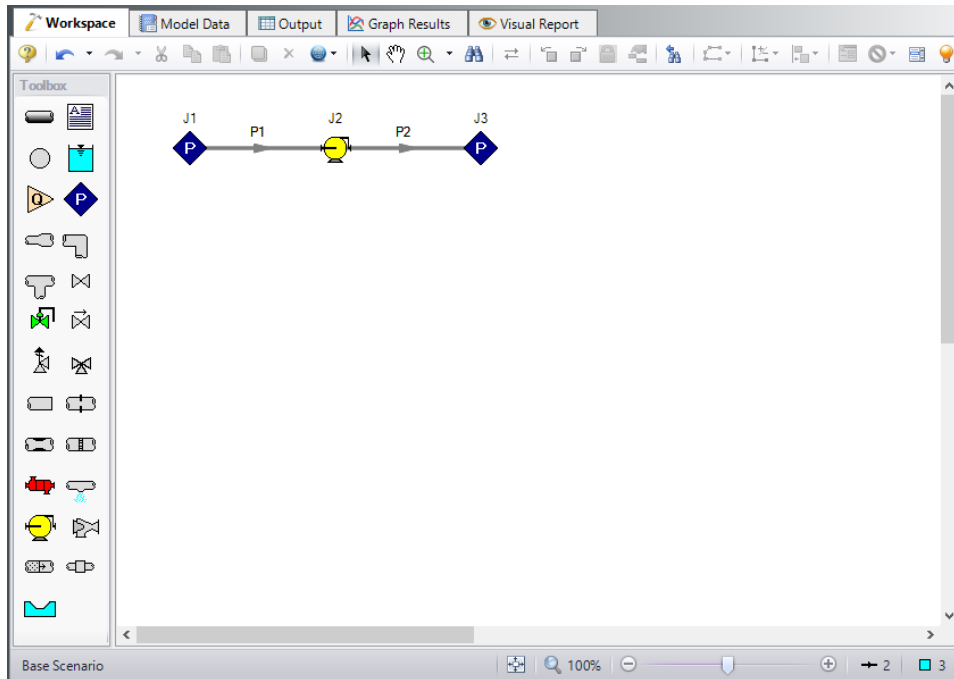 Workspace Model Data Output Graph Results Visual Report
Toolbox
A
J1 J2 J3
P1 P2
P P
Q P
Base Scenario 100% 2 3